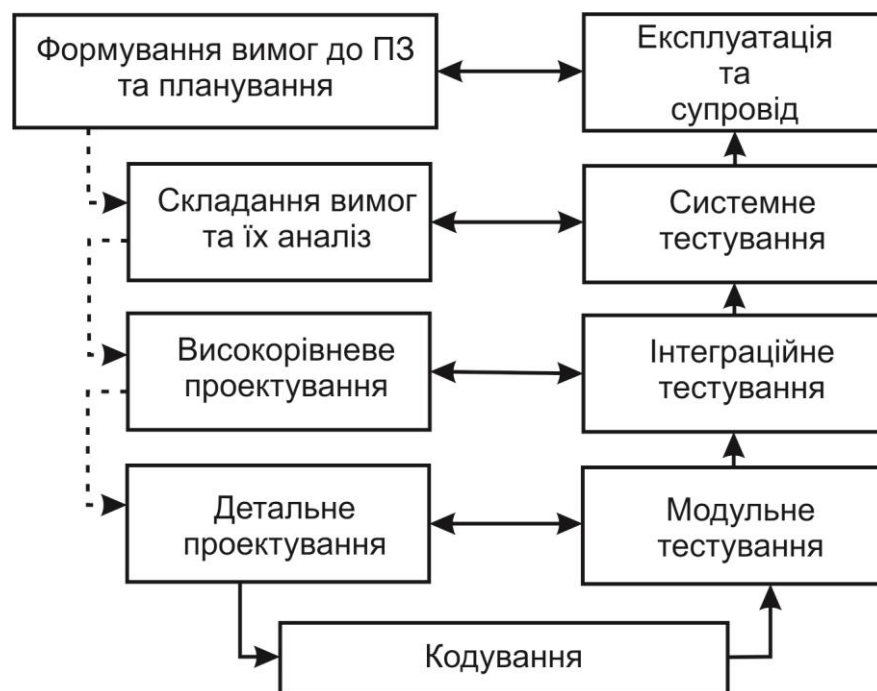 Формування вимог до ПЗ
та планування
Експлуатація
та
супровід
Складання вимог
та їх аналіз
Системне
тестування
Високорівневе
проектування
Інтеграційне
тестування
Детальне
проектування
Модульне
тестування
Кодування